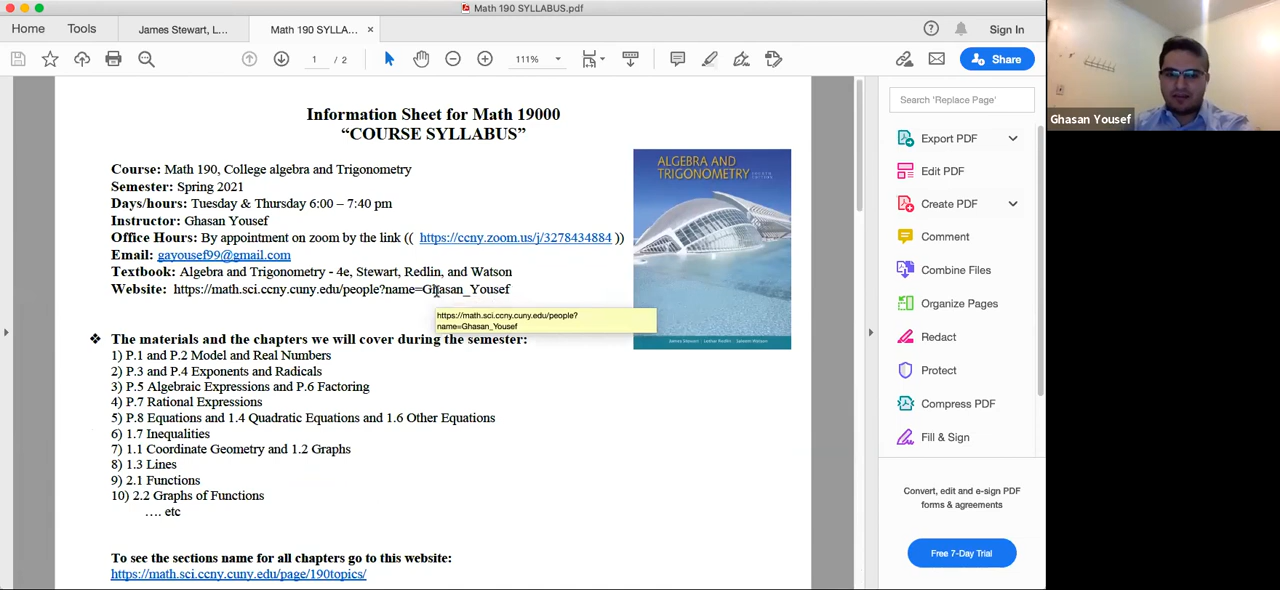 Math 190 SYLLABUS.pdf
Home
Tools
James Stewart, L...
Math 190 SYLLA...
×
Sign In
1 / 2
111%
Share
Information Sheet for Math 19000
“COURSE SYLLABUS”
Course: Math 190, College algebra and Trigonometry
Semester: Spring 2021
Days/hours: Tuesday & Thursday 6:00 – 7:40 pm
Instructor: Ghasan Yousef
Office Hours: By appointment on zoom by the link (( https://ccny.zoom.us/j/3278434884 ))
Email: gayousef99@gmail.com
Textbook: Algebra and Trigonometry - 4e, Stewart, Redlin, and Watson
Website: https://math.sci.ccny.cuny.edu/people?name=Ghasan_Yousef
https://math.sci.ccny.cuny.edu/people?
name=Ghasan_Yousef
ALGEBRA AND
TRIGONOMETRY
James Stewart | Lothar Redlin | Saleem Watson
❖ The materials and the chapters we will cover during the semester:
1) P.1 and P.2 Model and Real Numbers
2) P.3 and P.4 Exponents and Radicals
3) P.5 Algebraic Expressions and P.6 Factoring
4) P.7 Rational Expressions
5) P.8 Equations and 1.4 Quadratic Equations and 1.6 Other Equations
6) 1.7 Inequalities
7) 1.1 Coordinate Geometry and 1.2 Graphs
8) 1.3 Lines
9) 2.1 Functions
10) 2.2 Graphs of Functions
…. etc
To see the sections name for all chapters go to this website:
https://math.sci.ccny.cuny.edu/page/190topics/
Search 'Replace Page'
Export PDF
Edit PDF
Create PDF
Comment
Combine Files
Organize Pages
Redact
Protect
Compress PDF
Fill & Sign
Convert, edit and e-sign PDF
forms & agreements
Free 7-Day Trial
Ghasan Yousef